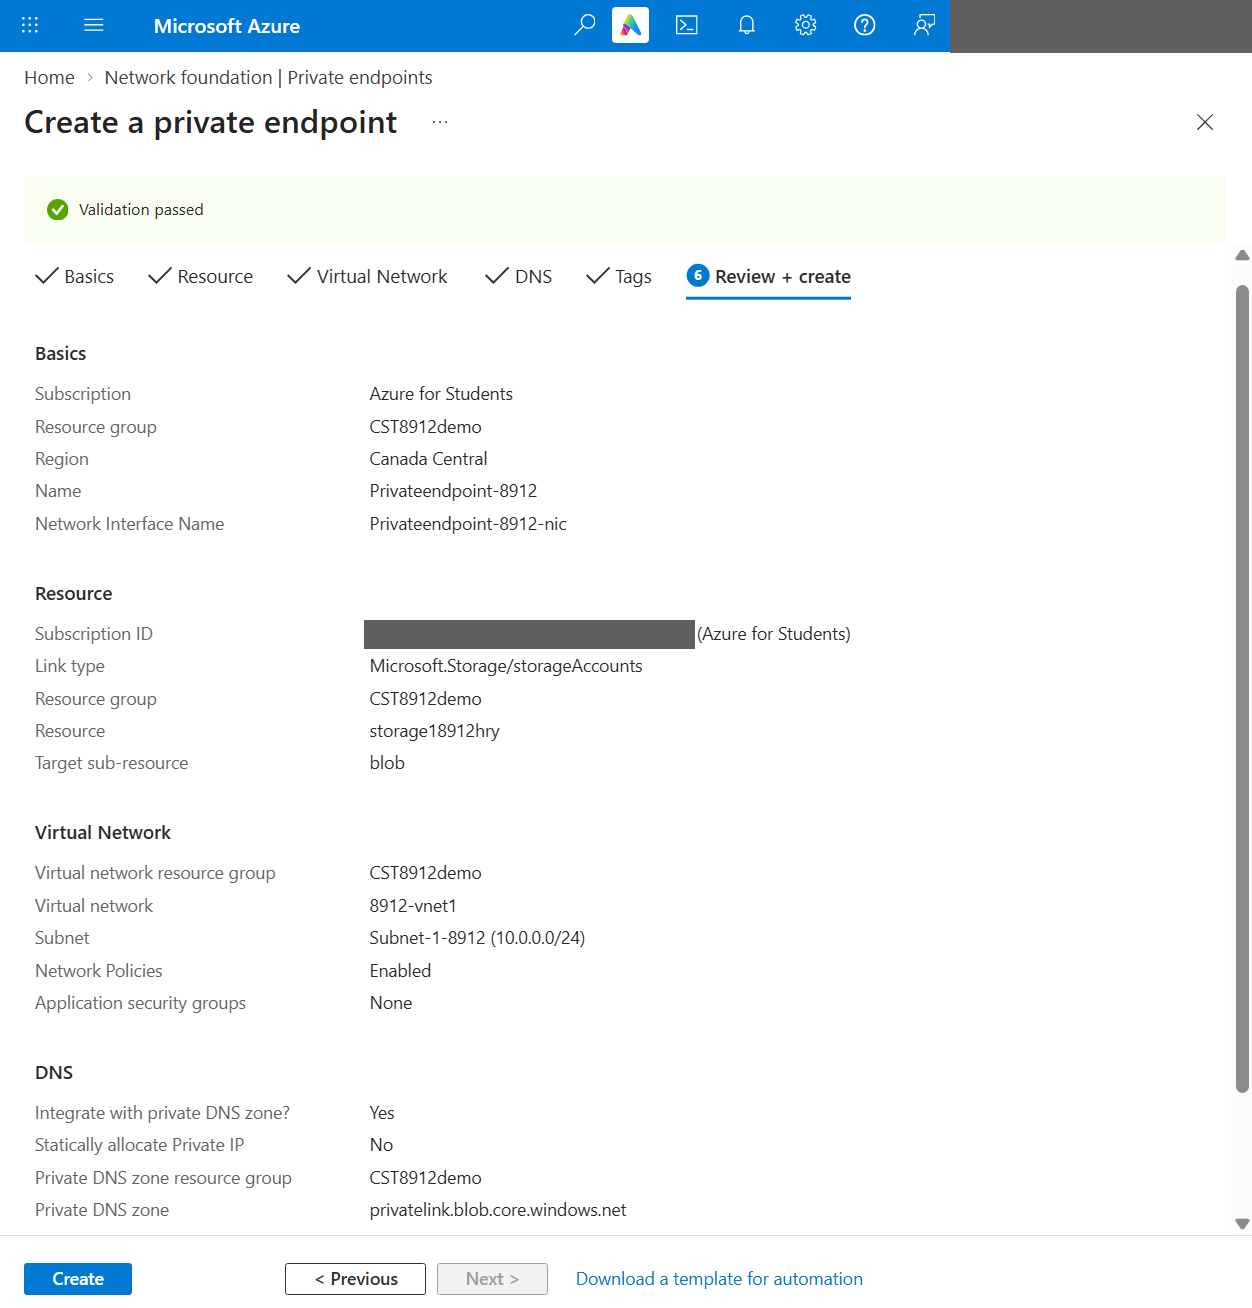 Microsoft Azure
Home > Network foundation | Private endpoints
Create a private endpoint ...
Validation passed
Basics Resource Virtual Network DNS Tags 6 Review + create
Basics
Subscription Azure for Students
Resource group CST8912demo
Region Canada Central
Name Privateendpoint-8912
Network Interface Name Privateendpoint-8912-nic
Resource
Subscription ID (Azure for Students)
Link type Microsoft.Storage/storageAccounts
Resource group CST8912demo
Resource storage18912hry
Target sub-resource blob
Virtual Network
Virtual network resource group CST8912demo
Virtual network 8912-vnet1
Subnet Subnet-1-8912 (10.0.0.0/24)
Network Policies Enabled
Application security groups None
DNS
Integrate with private DNS zone? Yes
Statically allocate Private IP No
Private DNS zone resource group CST8912demo
Private DNS zone privatelink.blob.core.windows.net
Create < Previous Next > Download a template for automation